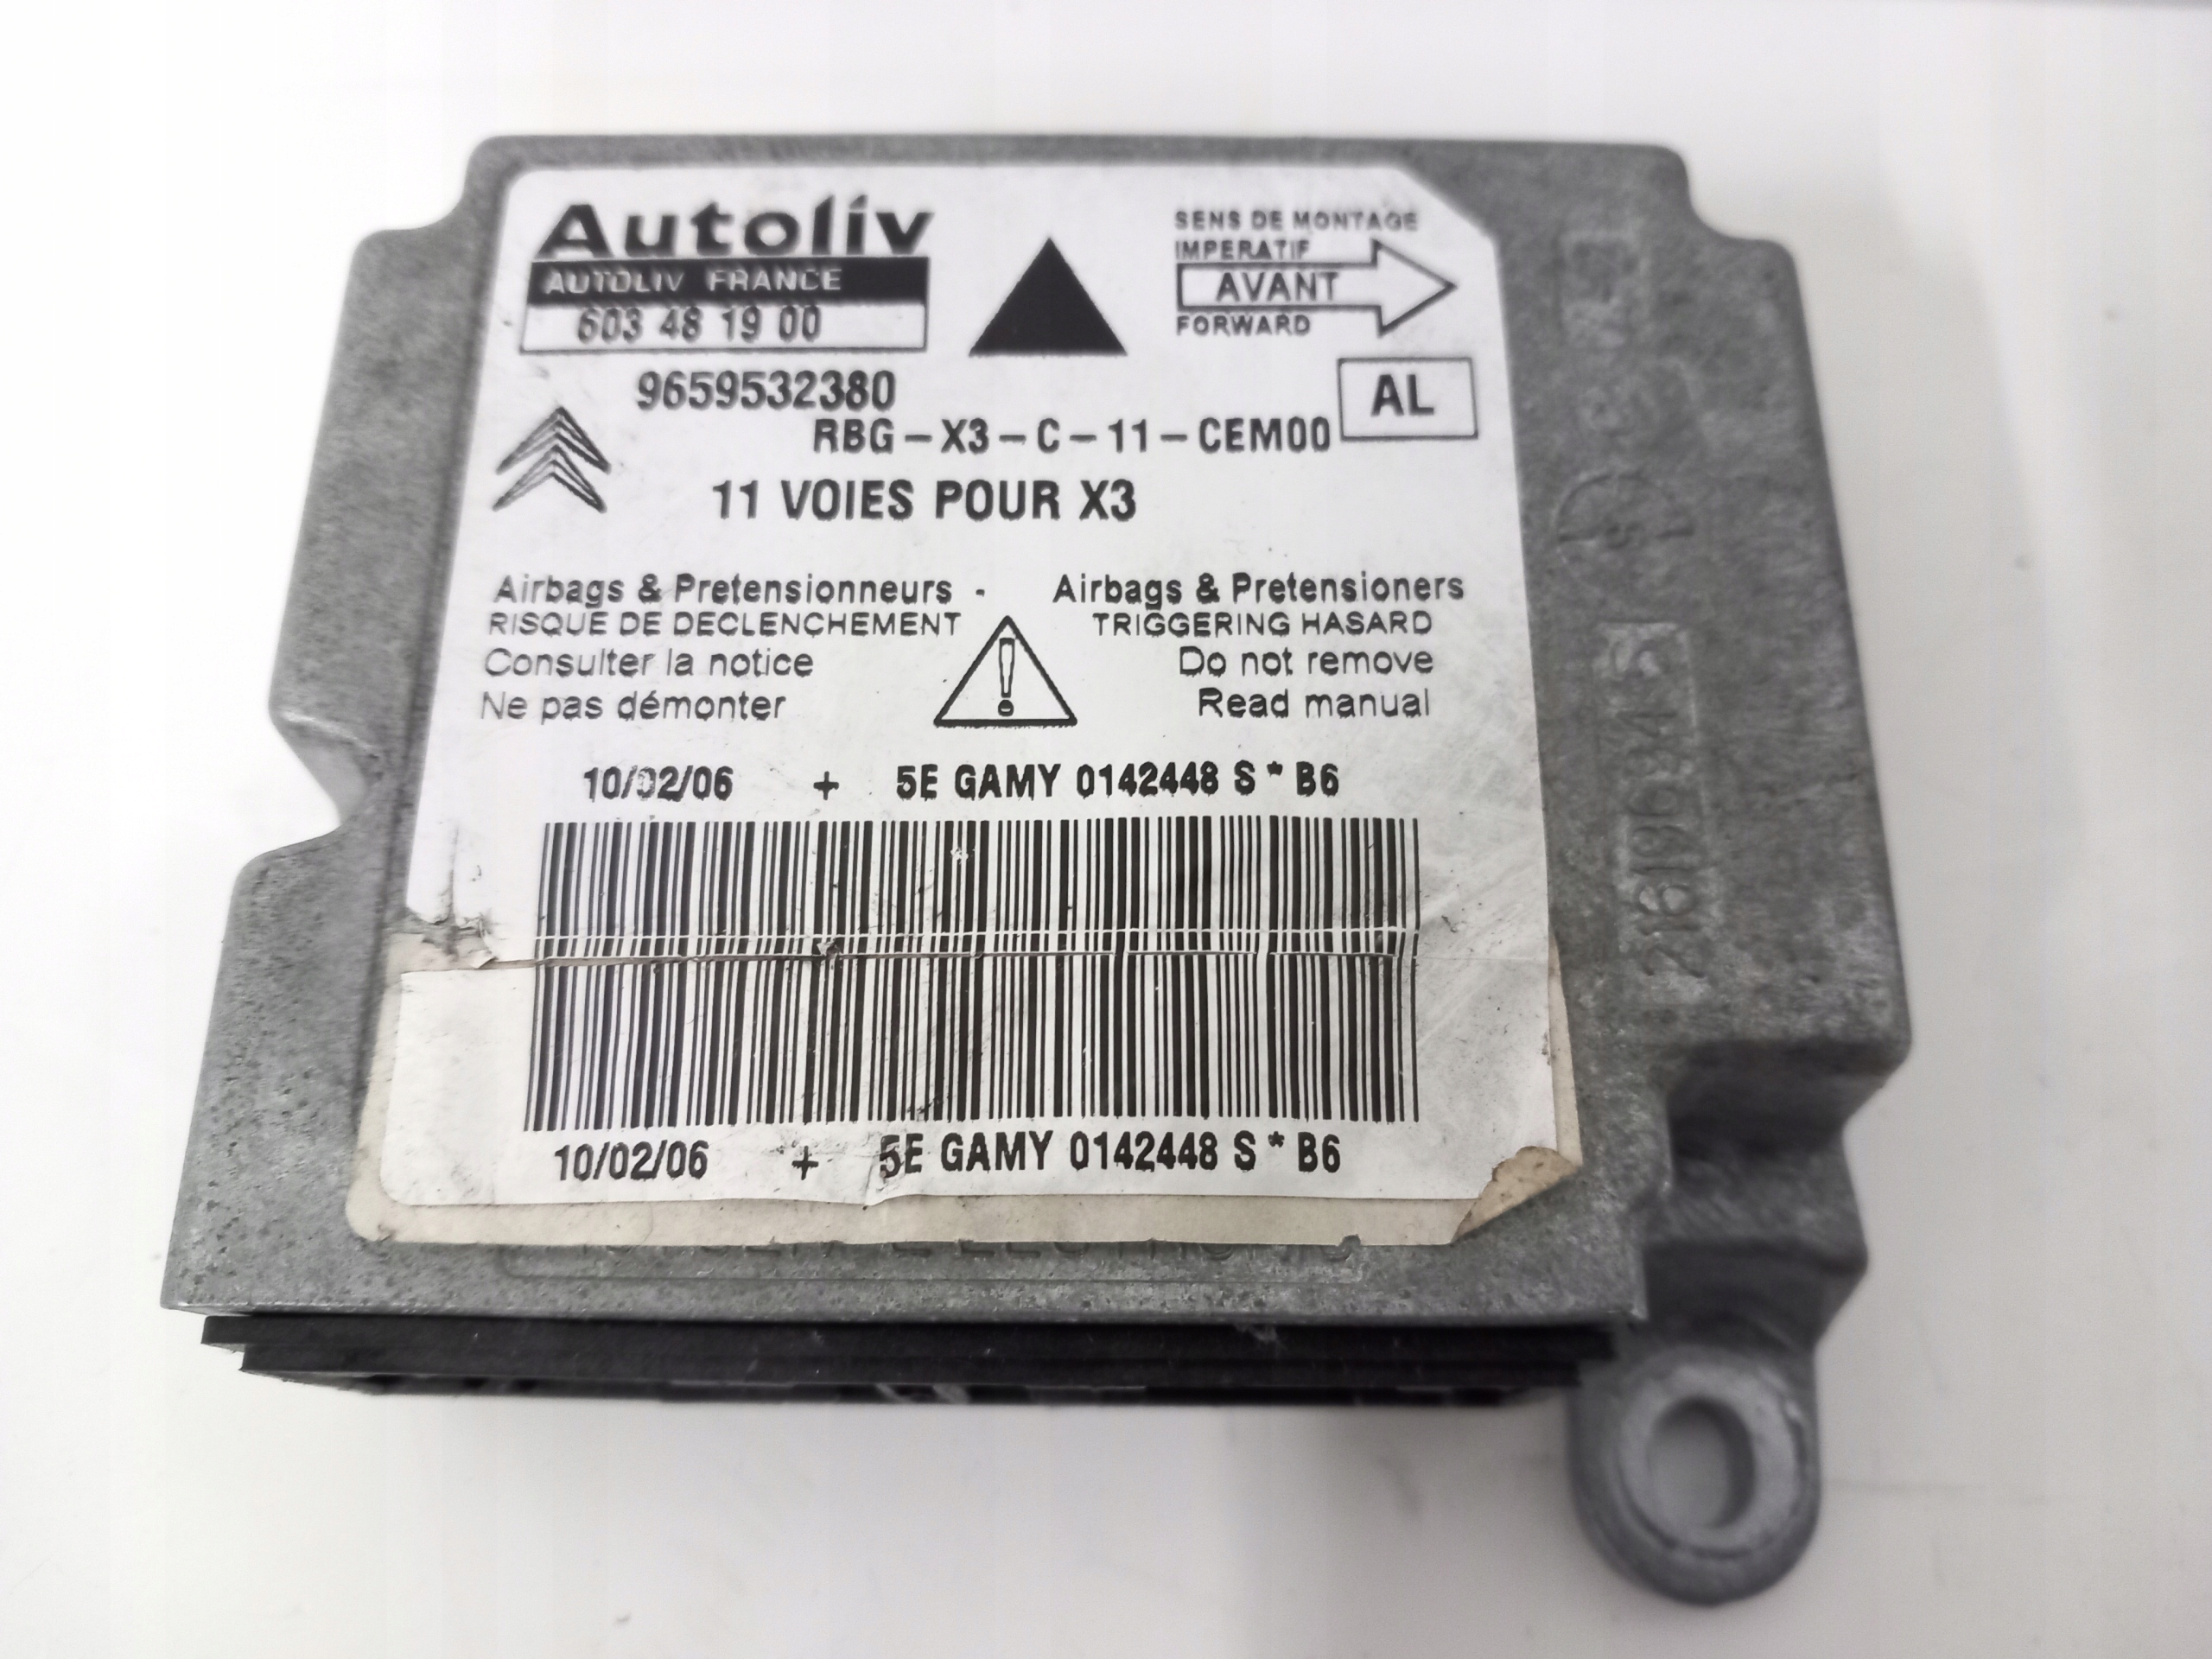 Autoliv
AUTOLIV FRANCE
603 48 19 00
SENS DE MONTAGE
IMPERATIF
AVANT
FORWARD
9659532380
AL
RBG-X3-C-11-CEM00
11 VOIES POUR X3
Airbags & Pretensionneurs - Airbags & Pretensioners
RISQUE DE DECLENCHEMENT TRIGGERING HASARD
Consulter la notice Do not remove
Ne pas démonter Read manual
10/02/06 + 5E GAMY 0142448 S * B6
10/02/06 + 5E GAMY 0142448 S * B6